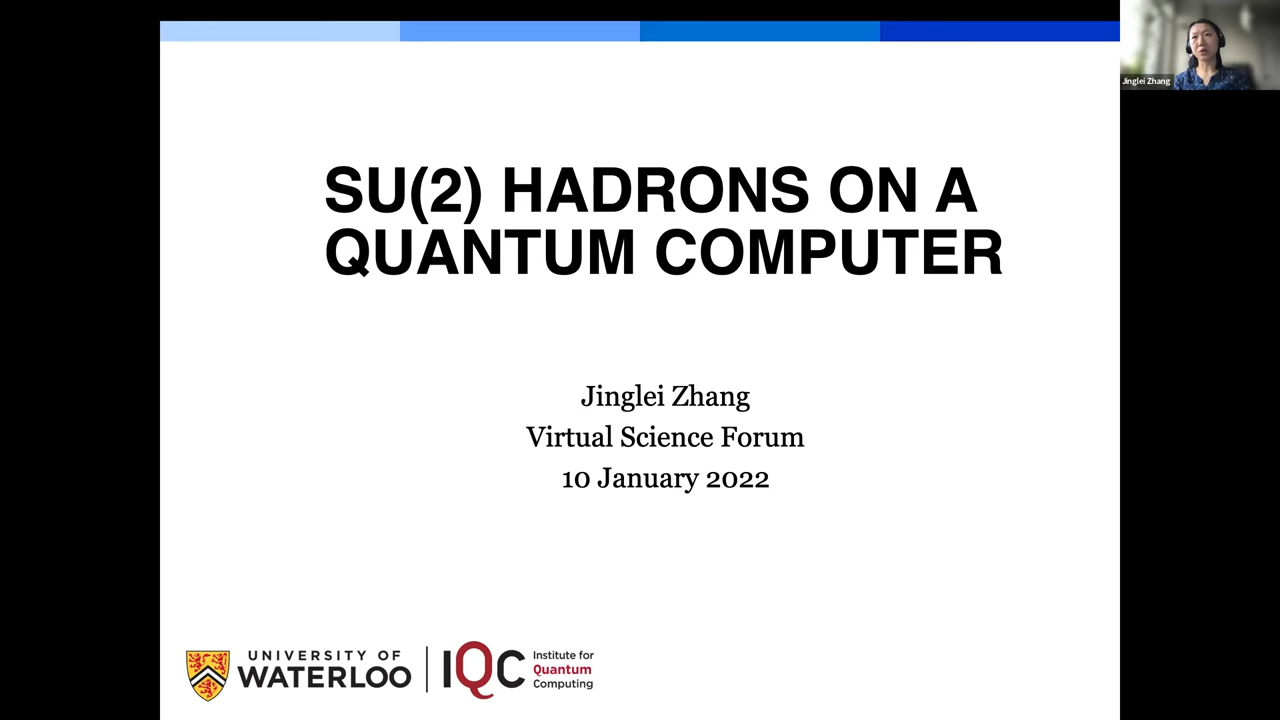 Jinglei Zhang
SU(2) HADRONS ON A
QUANTUM COMPUTER
Jinglei Zhang
Virtual Science Forum
10 January 2022
UNIVERSITY OF
WATERLOO
IQC
Institute for
Quantum
Computing